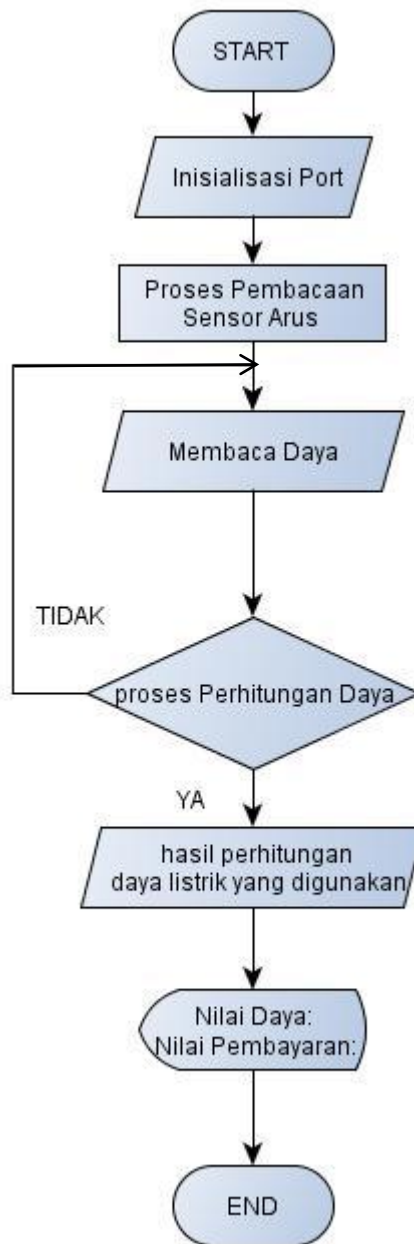 START
Inisialisasi Port
Proses Pembacaan
Sensor Arus
Membaca Daya
TIDAK
proses Perhitungan Daya
YA
hasil perhitungan
daya listrik yang digunakan
Nilai Daya:
Nilai Pembayaran:
END